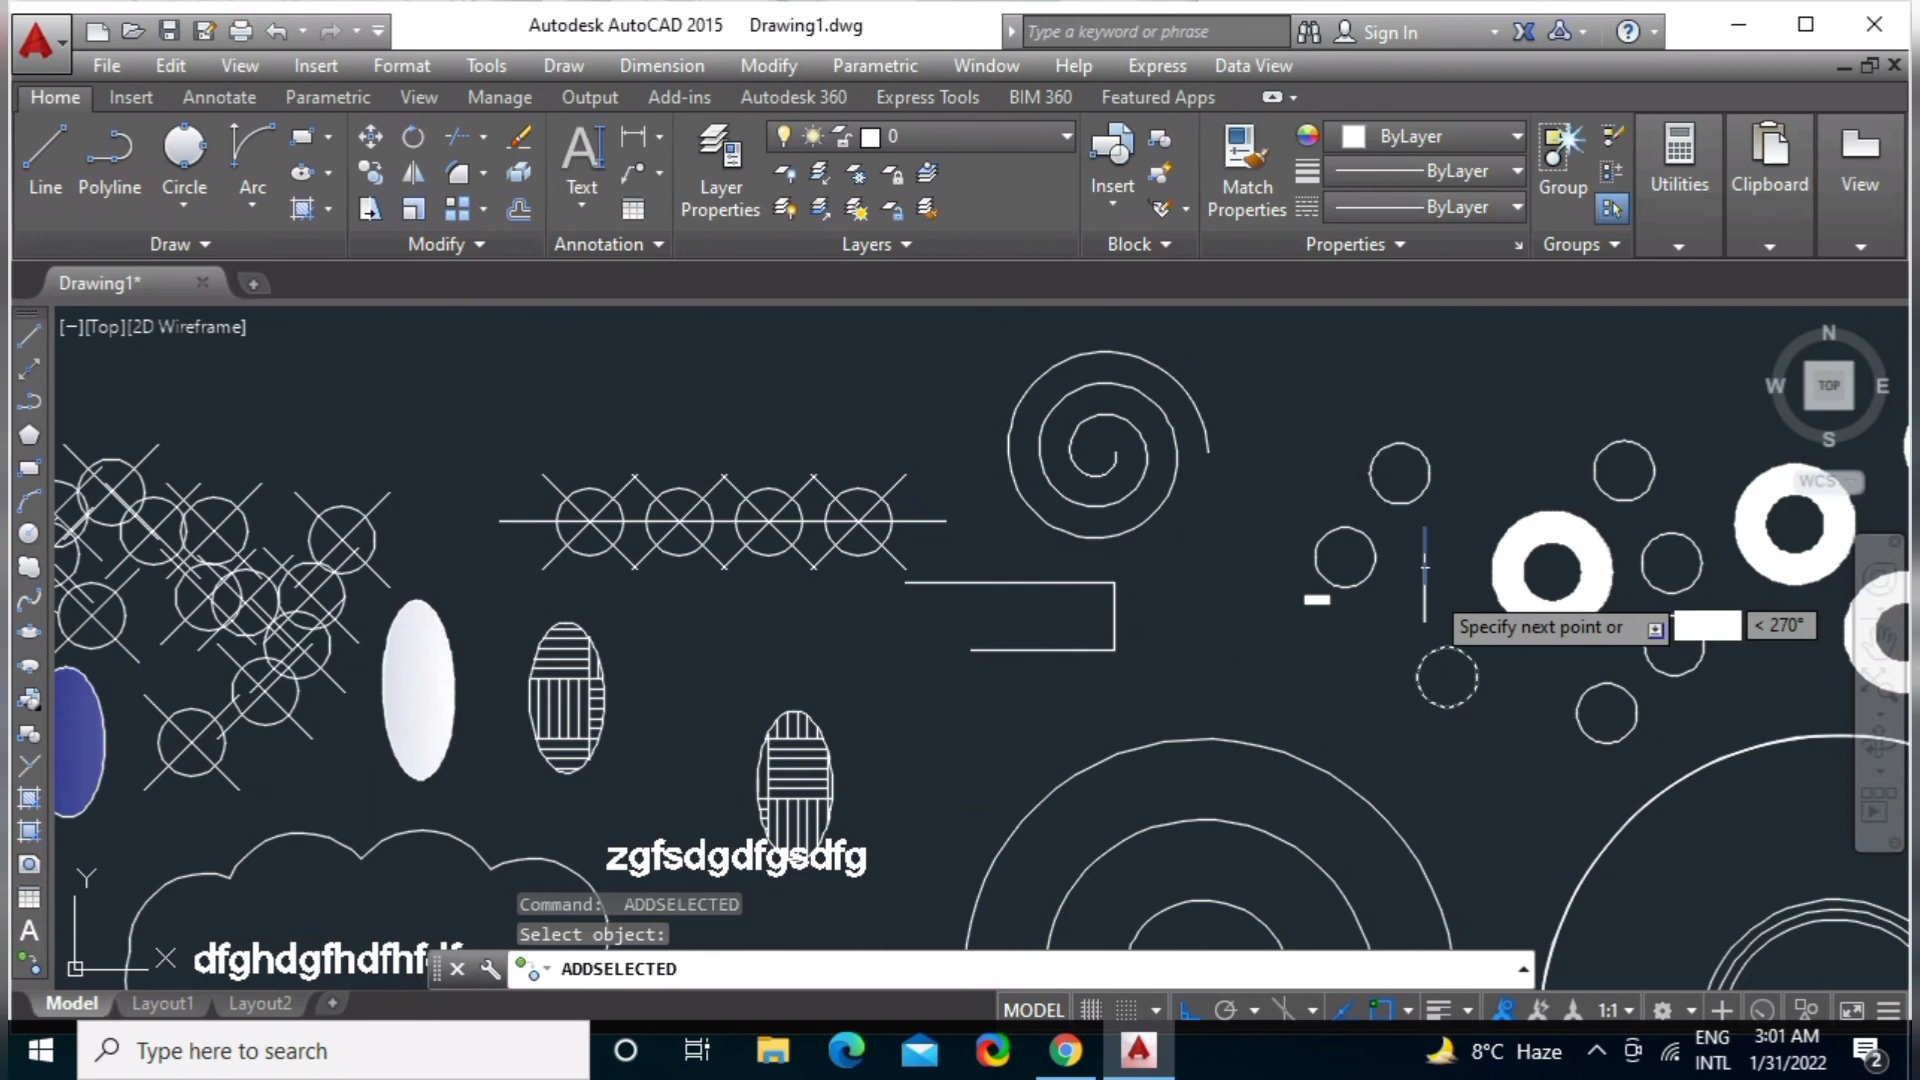 Autodesk AutoCAD 2015 Drawing1.dwg
Type a keyword or phrase
Sign In
File Edit View Insert Format Tools Draw Dimension Modify Parametric Window Help Express Data View
Home Insert Annotate Parametric View Manage Output Add-ins Autodesk 360 Express Tools BIM 360 Featured Apps
Line Polyline Circle Arc
Text
Layer Properties
0
Insert
Match Properties
ByLayer
ByLayer
ByLayer
Group
Utilities
Clipboard
View
Draw Modify Annotation Layers Block Properties Groups
Drawing1*
[−][Top][2D Wireframe]
N
W TOP E
S
WCS
Specify next point or < 270°
zgfsdgdfgsdfg
Y
Command: ADDSELECTED
Select object:
X dfghdgfhdfhfdf
ADDSELECTED
Model Layout1 Layout2
MODEL 1:1
Type here to search
8°C Haze
ENG
INTL
3:01 AM
1/31/2022
2
A